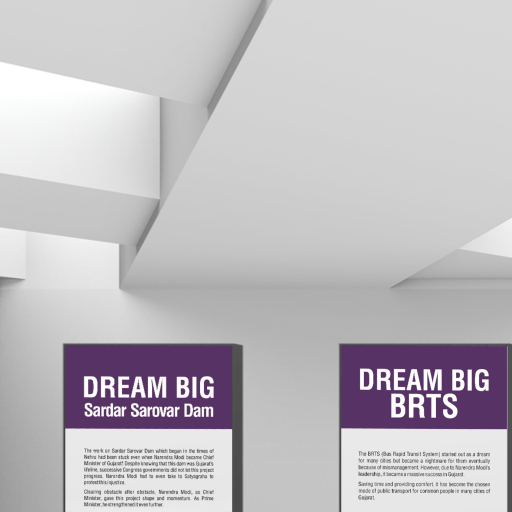 DREAM BIG
Sardar Sarovar Dam
The work on Sardar Sarovar Dam which began in the times of
Nehru had been stuck even when Narendra Modi became Chief
Minister of Gujarat! Despite knowing that this dam was Gujarat's
lifeline, successive Congress governments did not let this project
progress. Narendra Modi had to even take to Satyagraha to
protest this injustice.
Clearing obstacle after obstacle, Narendra Modi, as Chief
Minister, gave this project shape and momentum. As Prime
Minister, he strengthened it even further.
DREAM BIG
BRTS
The BRTS (Bus Rapid Transit System) started out as a dream
for many cities but became a nightmare for them eventually
because of mismanagement. However, due to Narendra Modi's
leadership, it became a massive success in Gujarat.
Saving time and providing comfort, it has become the chosen
mode of public transport for common people in many cities of
Gujarat.